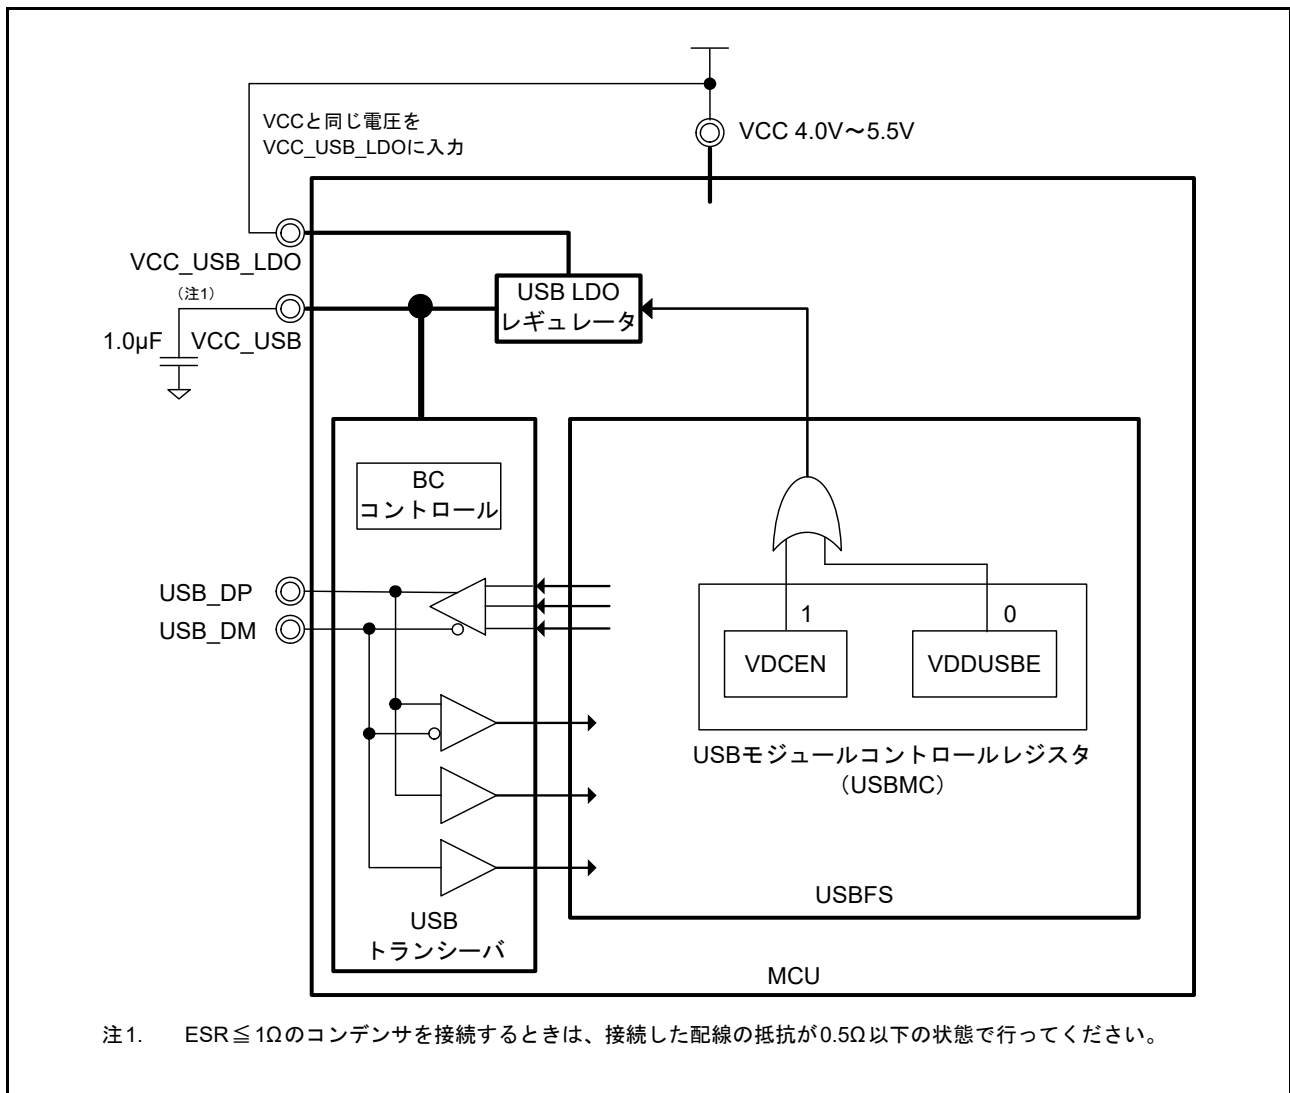 VCCと同じ電圧を
VCC_USB_LDOに入力
VCC 4.0V～5.5V
VCC_USB_LDO
（注1）
1.0µF
VCC_USB
USB LDO
レギュレータ
BC
コントロール
USB_DP
USB_DM
1
0
VDCEN
VDDUSBE
USBモジュールコントロールレジスタ
（USBMC）
USBFS
USB
トランシーバ
MCU
注1. ESR≦1Ωのコンデンサを接続するときは、接続した配線の抵抗が0.5Ω以下の状態で行ってください。